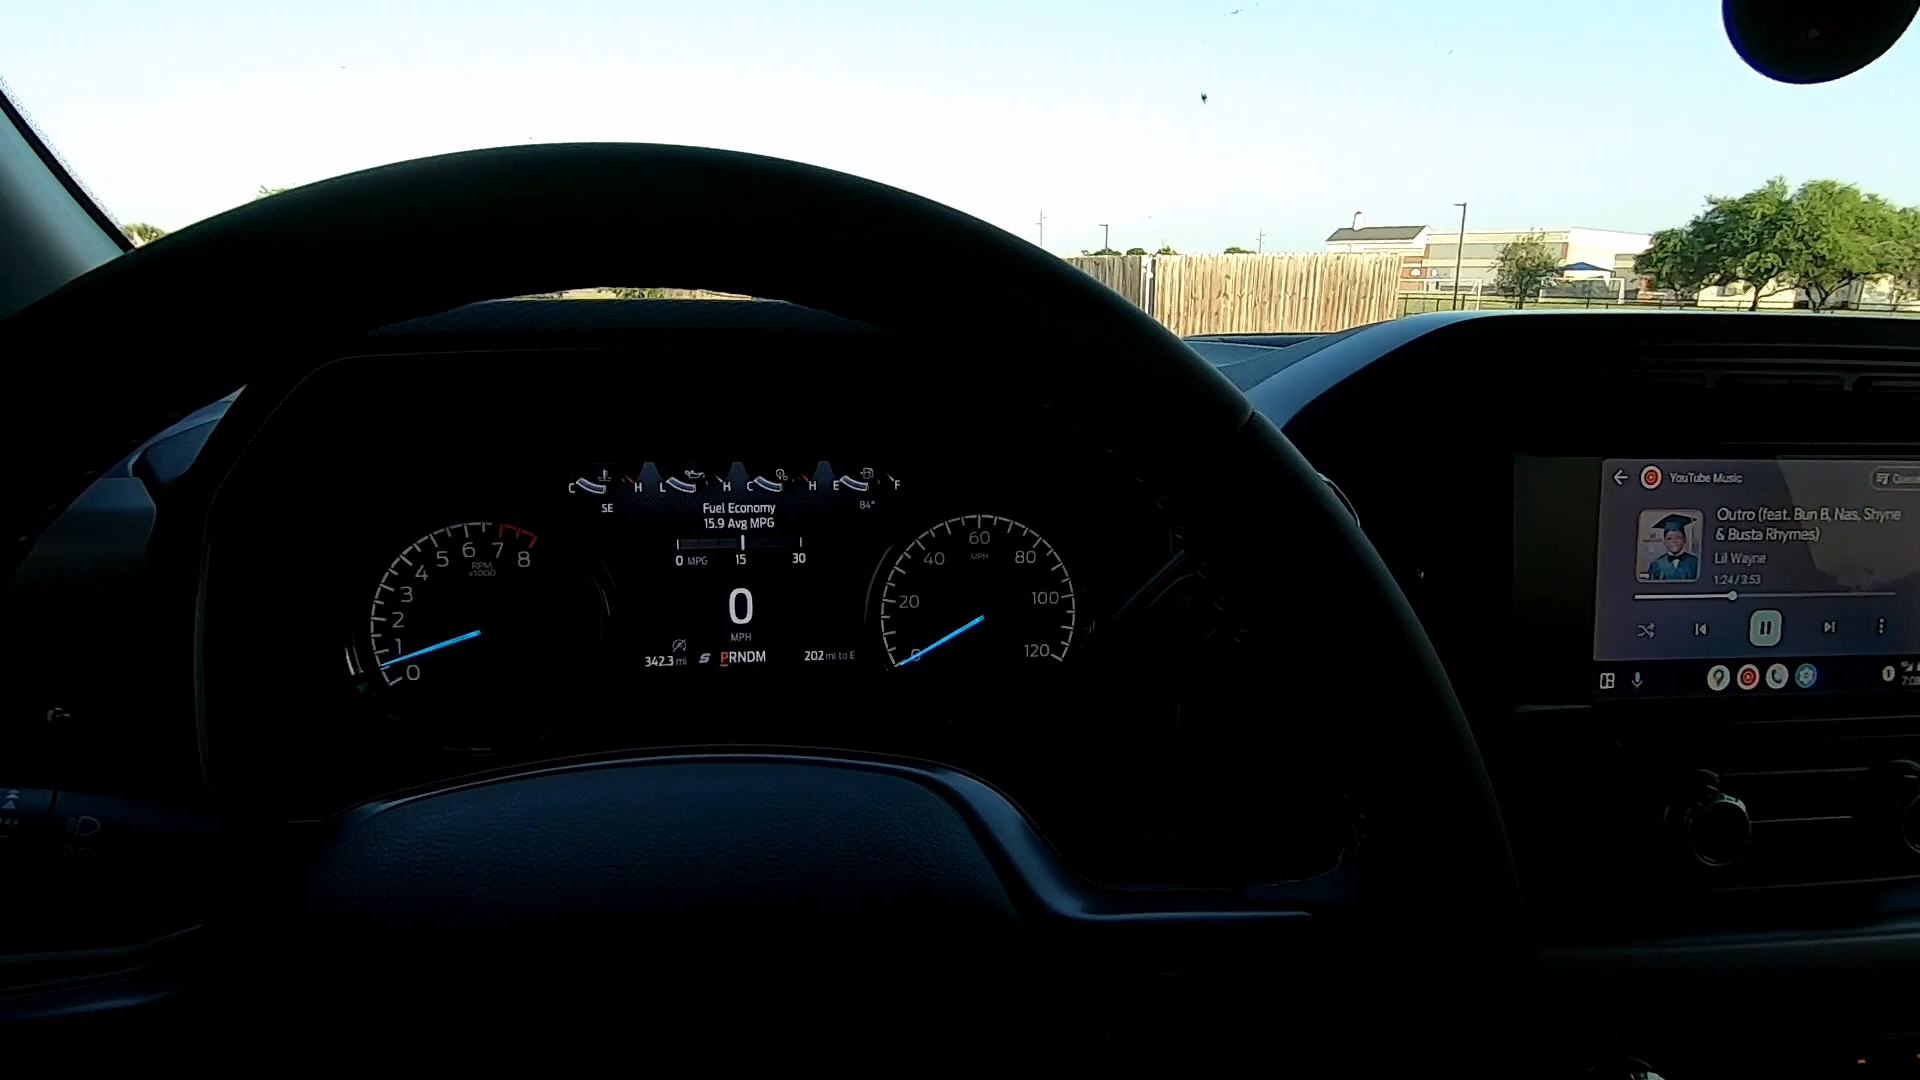 C H L H C H E F
SE
84°
Fuel Economy
15.9 Avg MPG
0 MPG 15 30
0
MPH
342.3 mi PRNDM 202 mi to E
0 1 2 3 4 5 6 7 8
RPM
x1000
0 20 40 60 80 100 120
MPH
YouTube Music
Outro (feat. Bun B, Nas, Shyne
& Busta Rhymes)
Lil Wayne
1:24 / 3:53
1